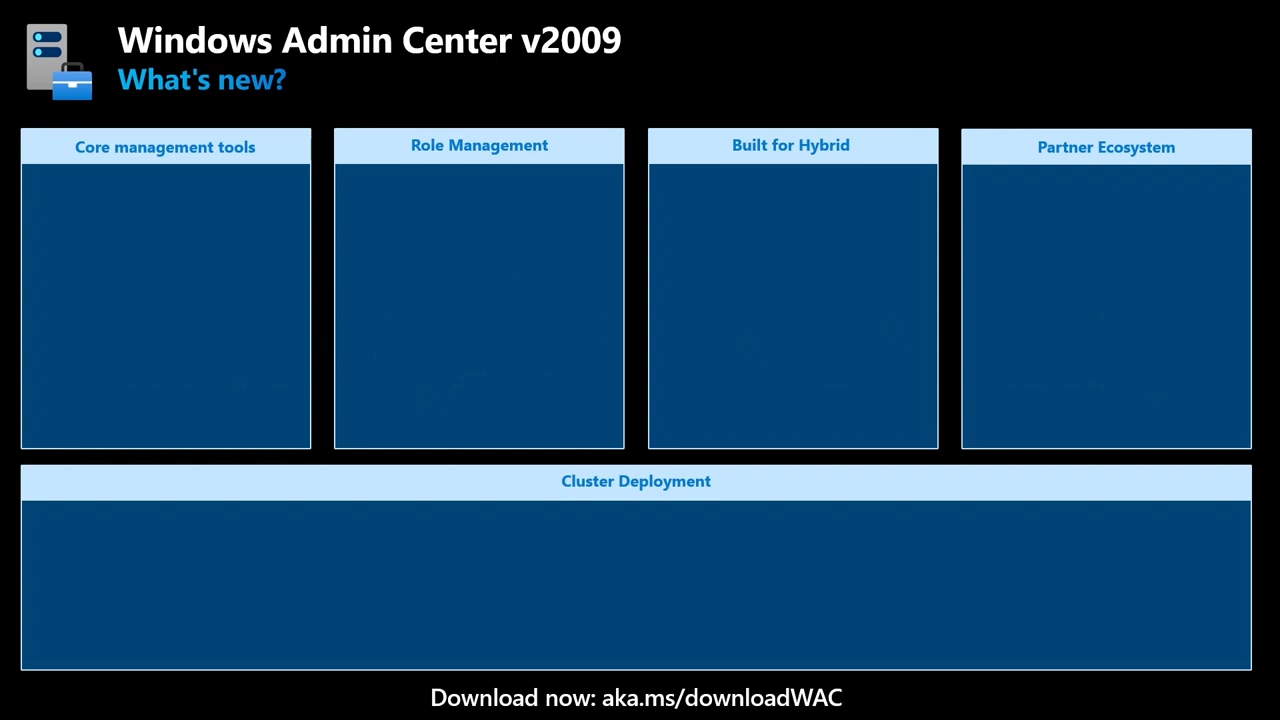 Windows Admin Center v2009
What's new?
Core management tools
Role Management
Built for Hybrid
Partner Ecosystem
Cluster Deployment
Download now: aka.ms/downloadWAC